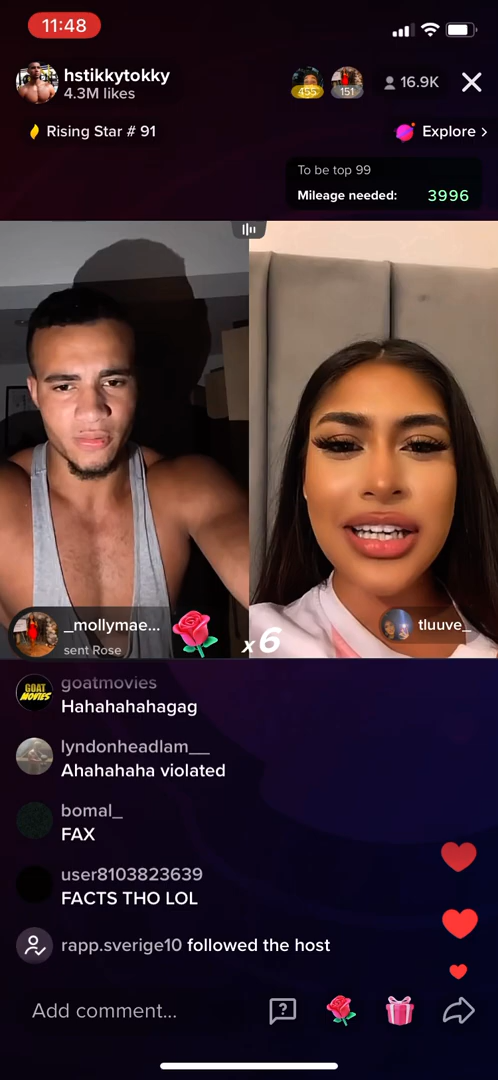 11:48
hstikkytokky
4.3M likes
455
151
16.9K
Rising Star # 91
Explore >
To be top 99
Mileage needed: 3996
_mollymae...
sent Rose
x6
tluuve_
GOAT
MOVIES
goatmovies
Hahahahahagag
lyndonheadlam__
Ahahahaha violated
bomal_
FAX
user8103823639
FACTS THO LOL
rapp.sverige10 followed the host
Add comment...
?